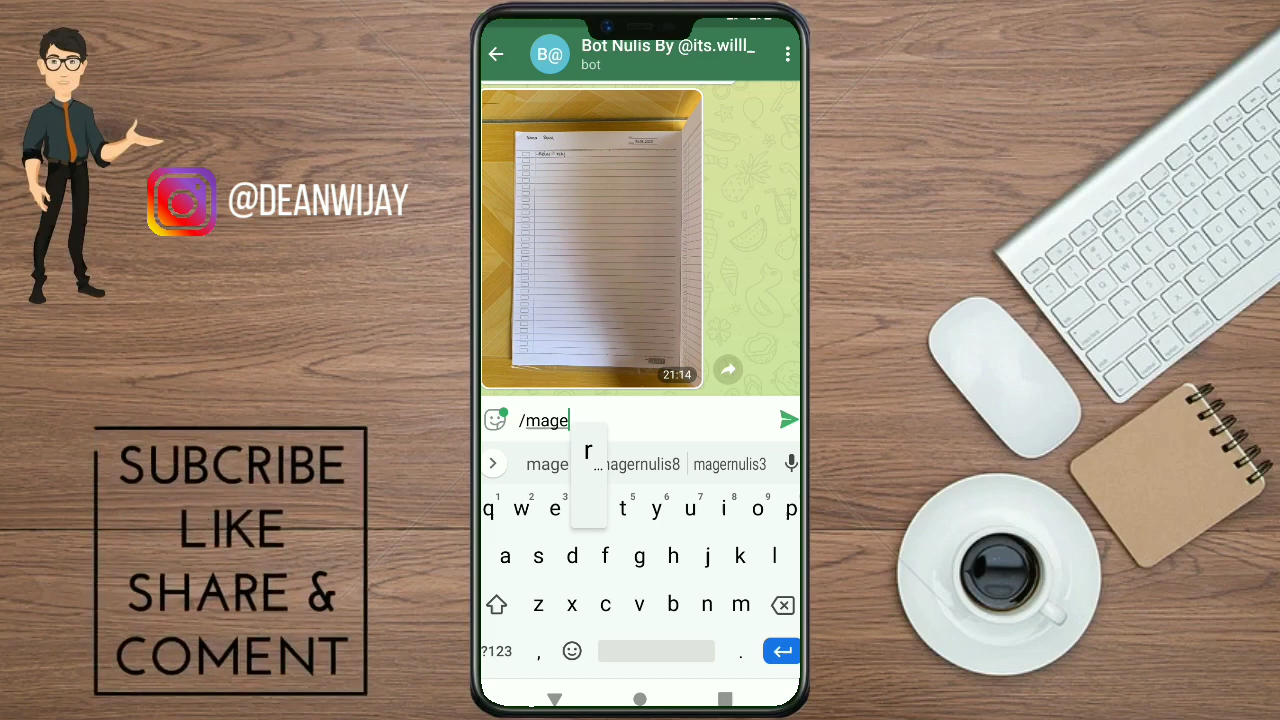 @DEANWIJAY
SUBCRIBE
LIKE
SHARE &
COMENT
B@
Bot Nulis By @its.willl_
bot
21:14
/mage
r
mage
...nagernulis8
magernulis3
1 2 3 5 6 7 8 9
q w e t y u i o p
a s d f g h j k l
z x c v b n m
?123 , .